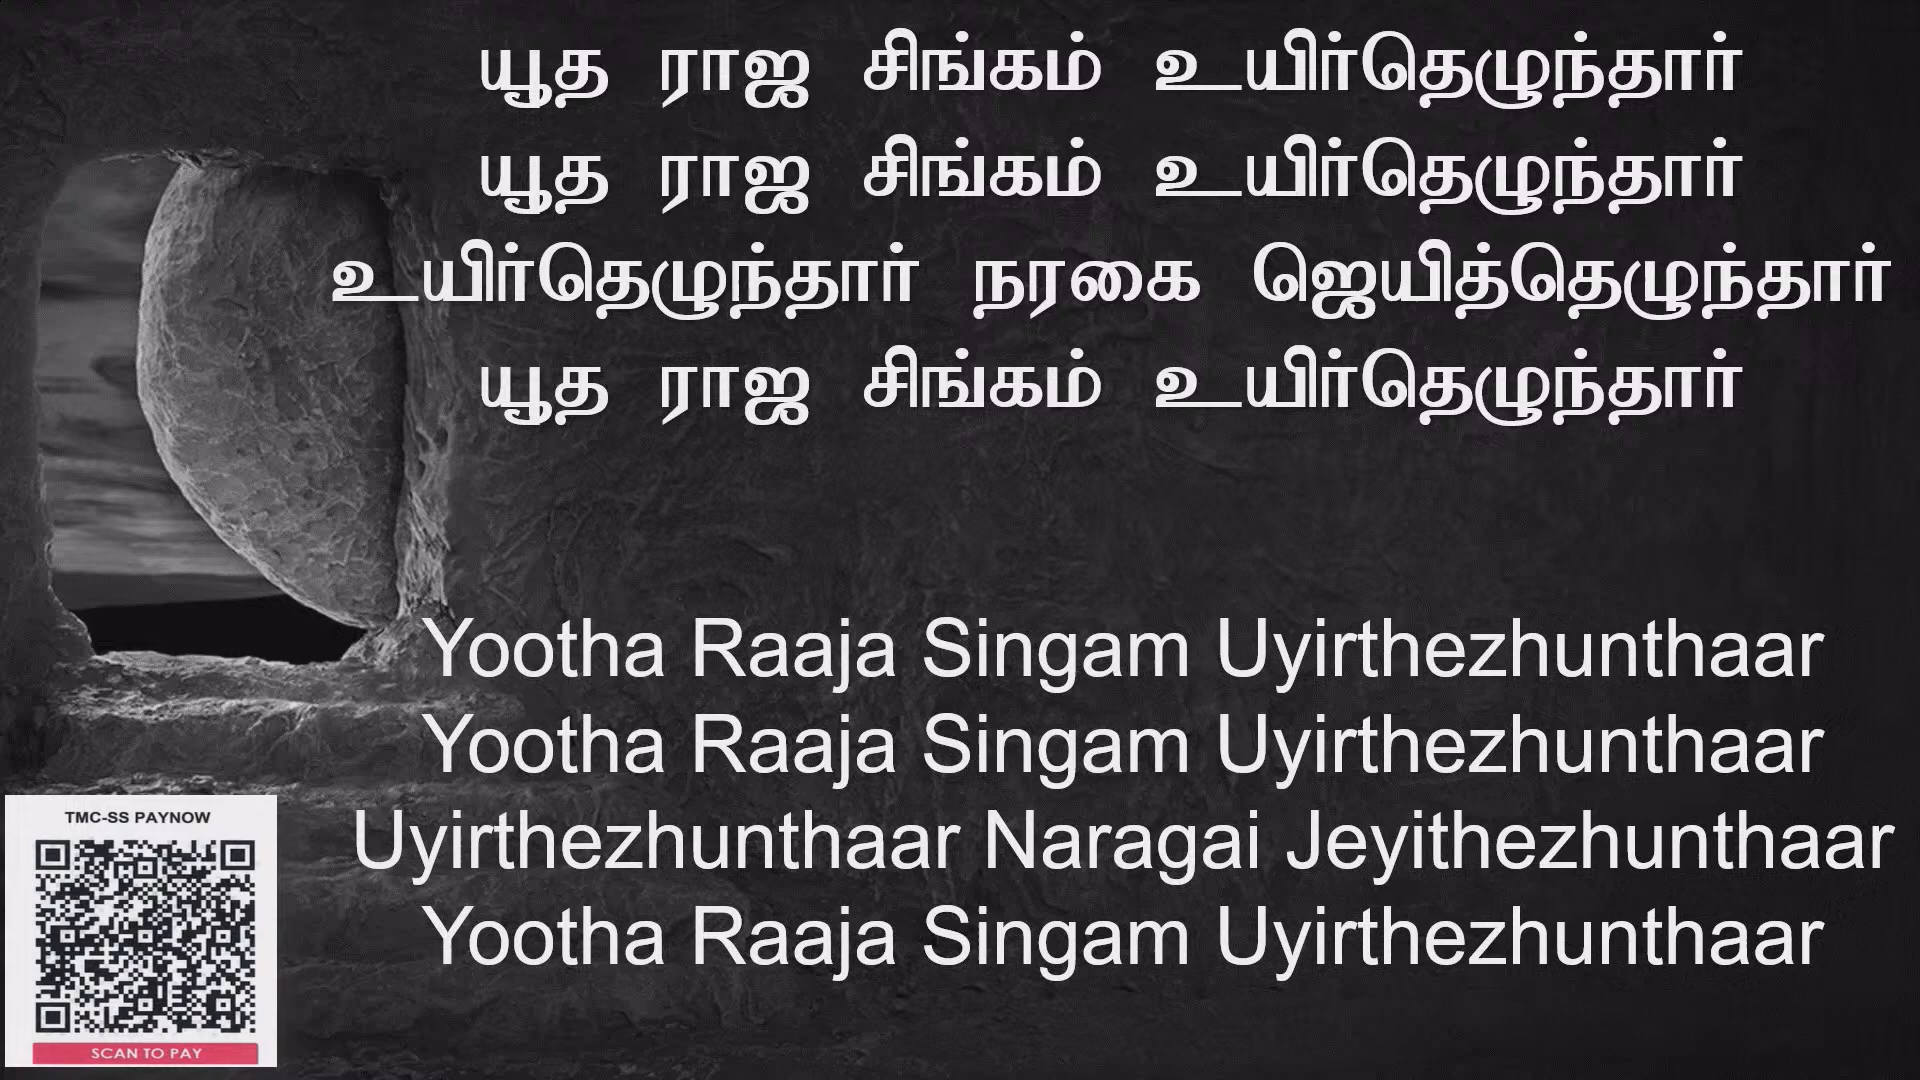 யூத ராஜ சிங்கம் உயிர்தெழுந்தார்
யூத ராஜ சிங்கம் உயிர்தெழுந்தார்
உயிர்தெழுந்தார் நரகை ஜெயித்தெழுந்தார்
யூத ராஜ சிங்கம் உயிர்தெழுந்தார்
Yootha Raaja Singam Uyirthezhunthaar
Yootha Raaja Singam Uyirthezhunthaar
Uyirthezhunthaar Naragai Jeyithezhunthaar
Yootha Raaja Singam Uyirthezhunthaar
TMC-SS PAYNOW
SCAN TO PAY